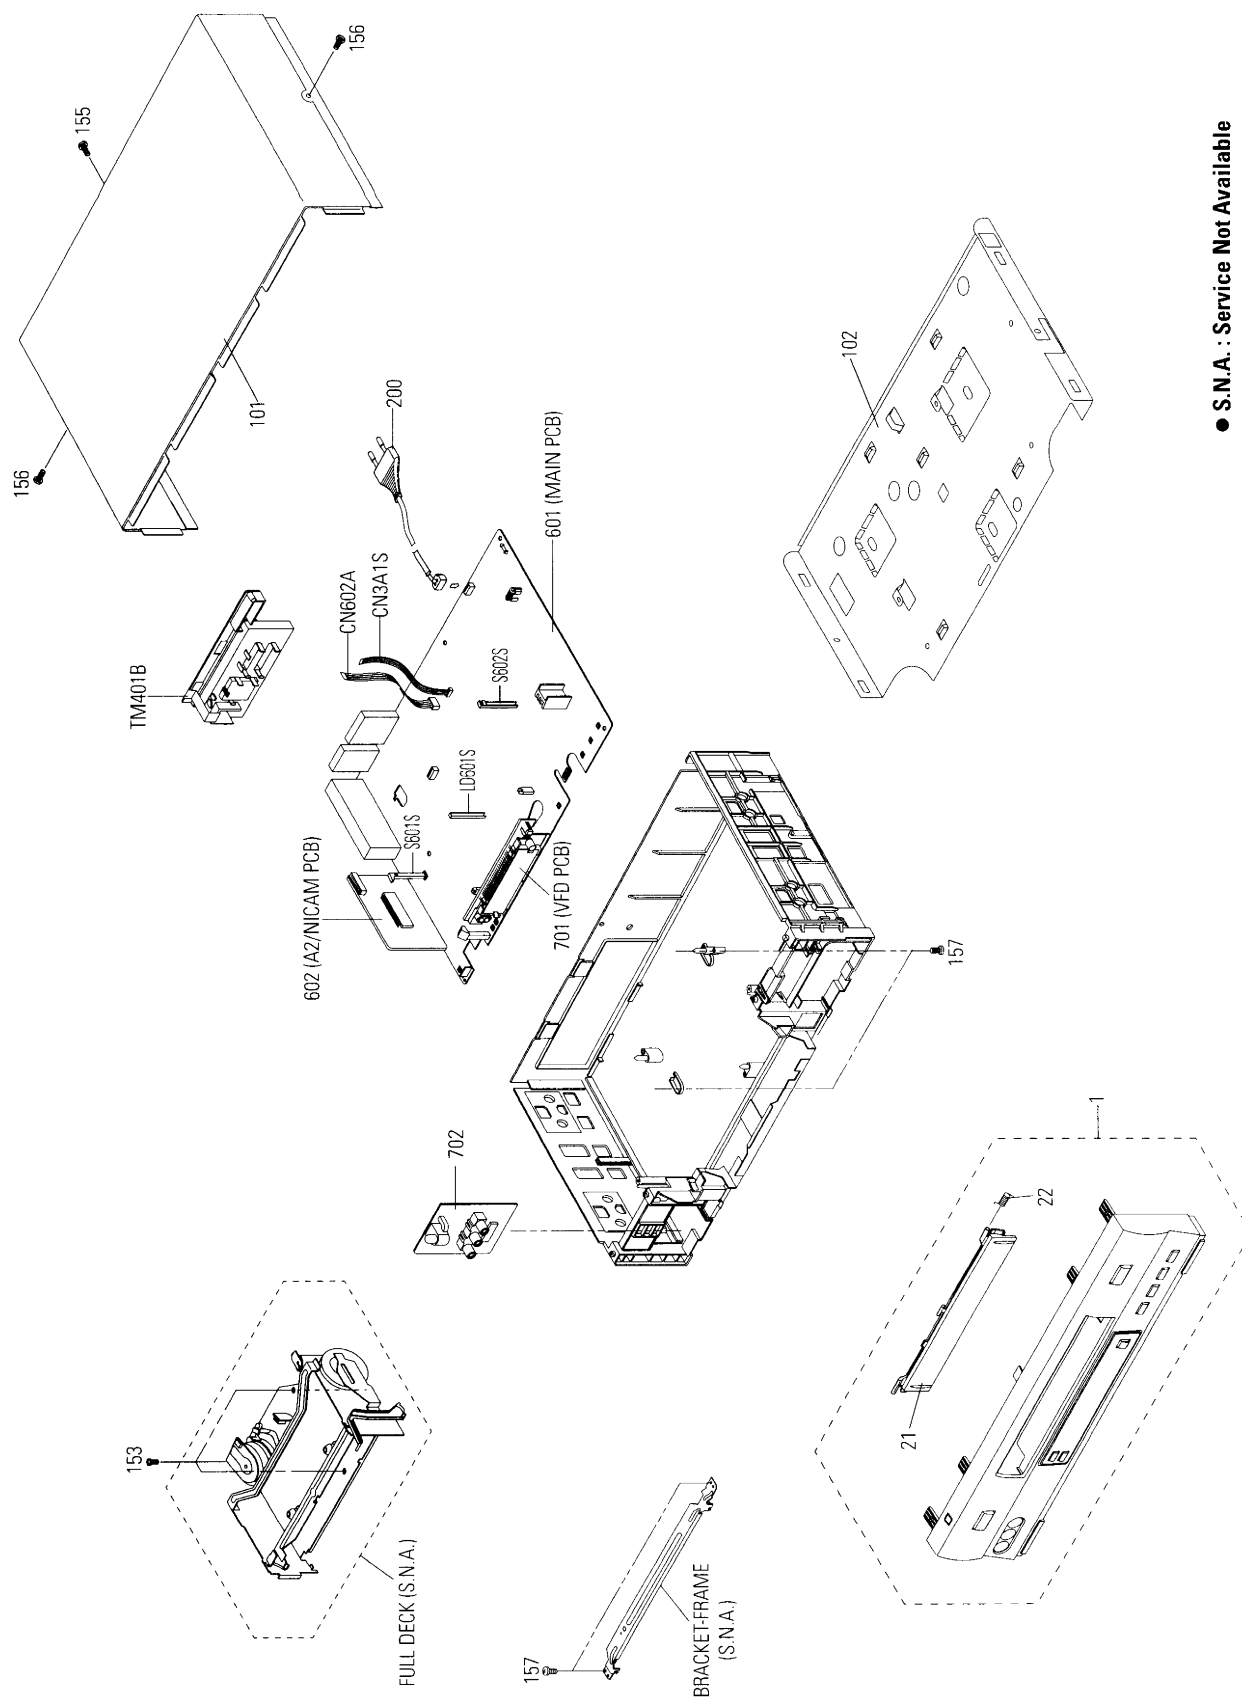 156
155
156
101
TM401B
CN602A
CN3A1S
200
601 (MAIN PCB)
S602S
LD601S
S601S
602 (A2/NICAM PCB)
701 (VFD PCB)
102
157
702
153
FULL DECK (S.N.A.)
157
BRACKET-FRAME
(S.N.A.)
1
22
21
● S.N.A. : Service Not Available